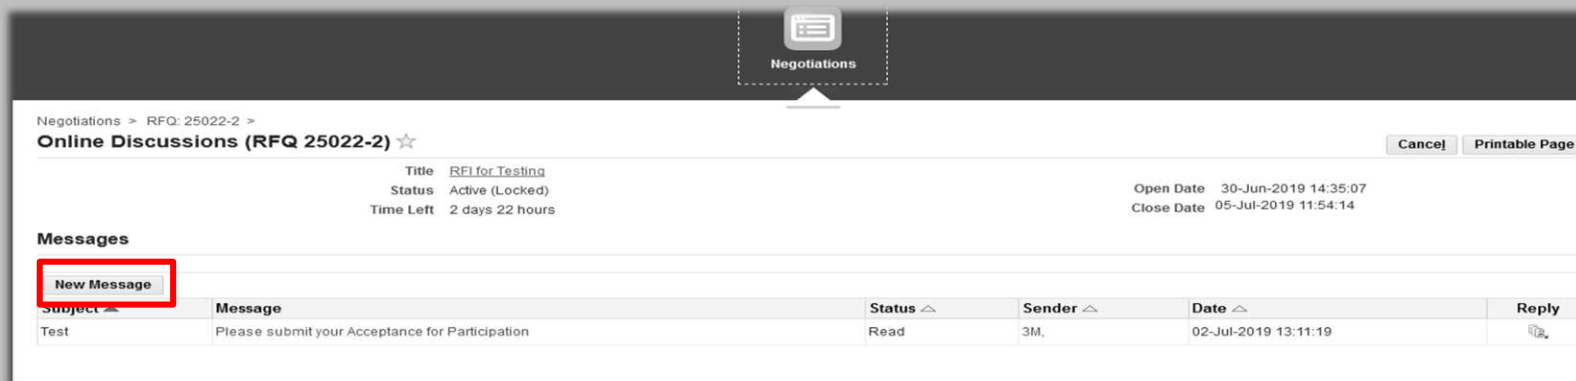 Negotiations
Negotiations > RFQ: 25022-2 >
Online Discussions (RFQ 25022-2)
Cancel Printable Page
Title RFI for Testing
Status Active (Locked)
Time Left 2 days 22 hours
Open Date 30-Jun-2019 14:35:07
Close Date 05-Jul-2019 11:54:14
Messages
New Message
Subject Message Status Sender Date Reply
Test Please submit your Acceptance for Participation Read 3M, 02-Jul-2019 13:11:19